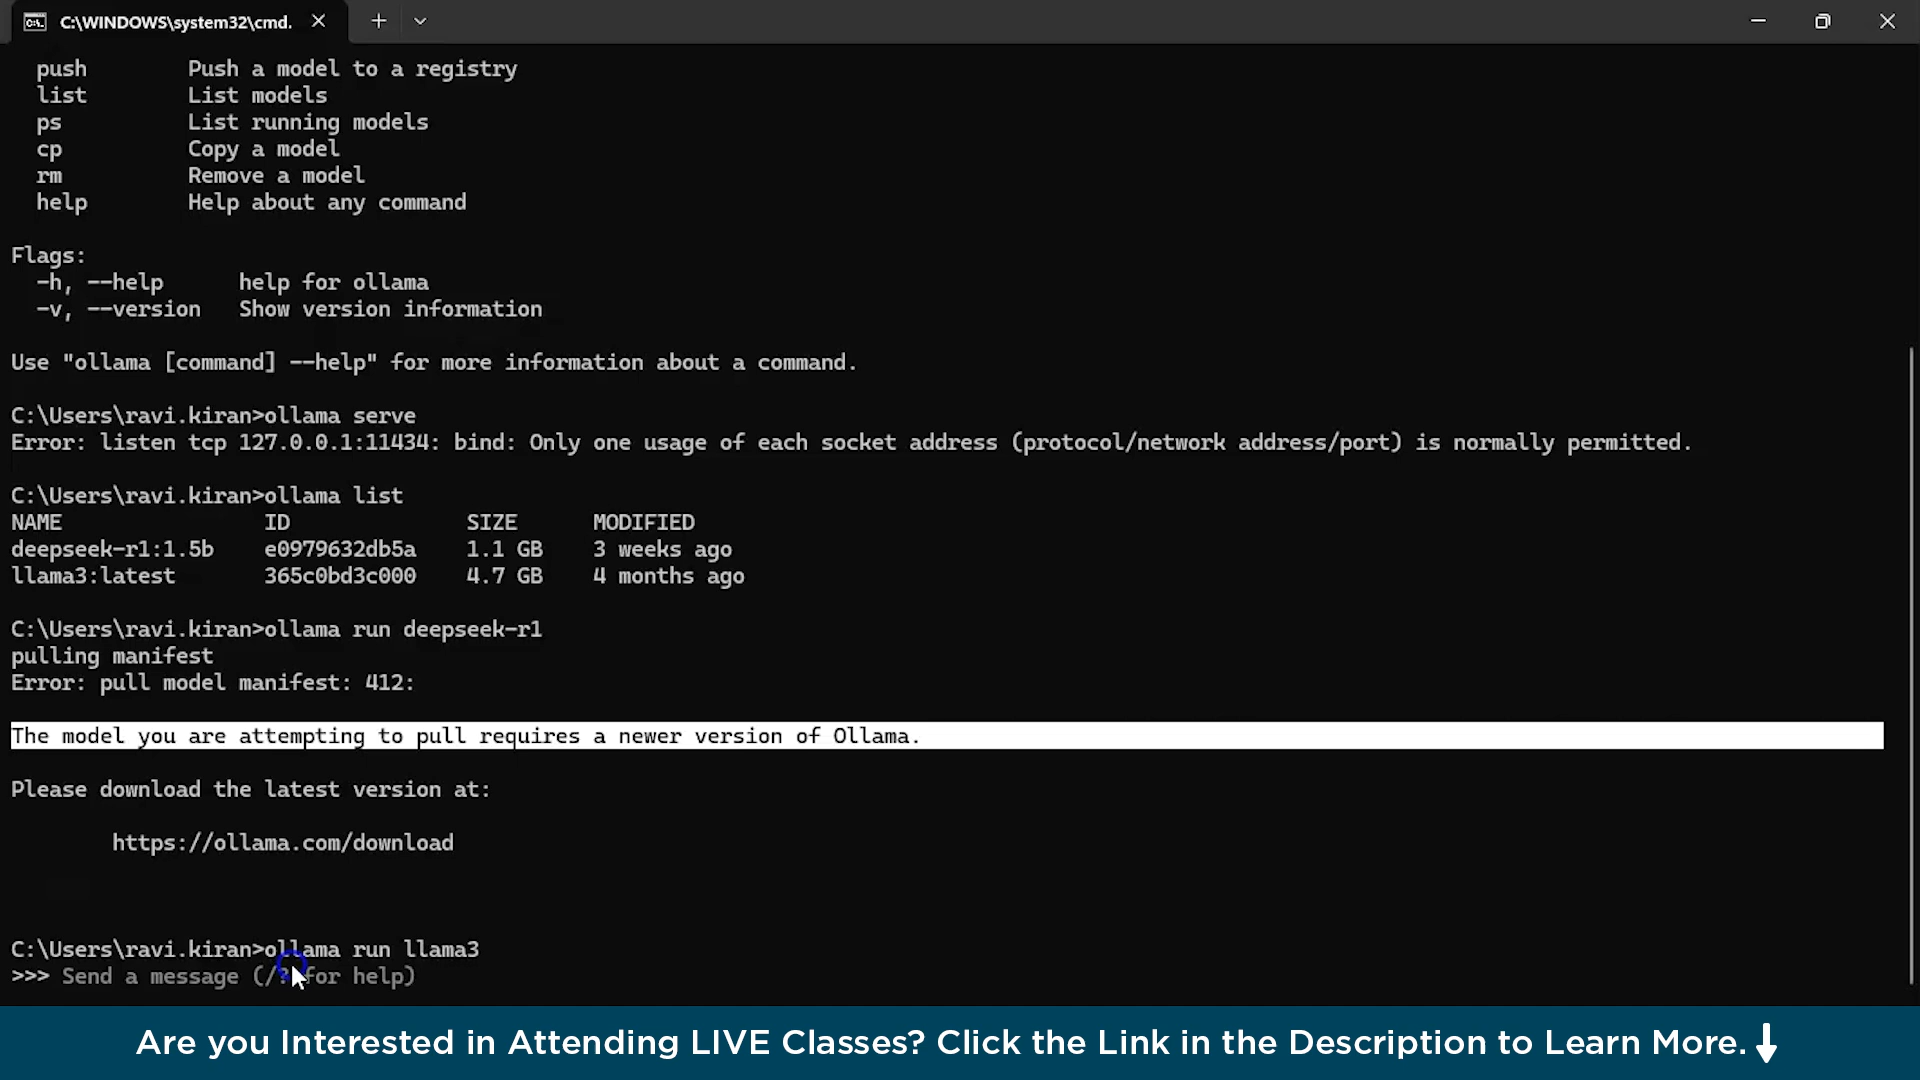 C:\WINDOWS\system32\cmd.
push Push a model to a registry
list List models
ps List running models
cp Copy a model
rm Remove a model
help Help about any command
Flags:
-h, --help help for ollama
-v, --version Show version information
Use "ollama [command] --help" for more information about a command.
C:\Users\ravi.kiran>ollama serve
Error: listen tcp 127.0.0.1:11434: bind: Only one usage of each socket address (protocol/network address/port) is normally permitted.
C:\Users\ravi.kiran>ollama list
NAME ID SIZE MODIFIED
deepseek-r1:1.5b e0979632db5a 1.1 GB 3 weeks ago
llama3:latest 365c0bd3c000 4.7 GB 4 months ago
C:\Users\ravi.kiran>ollama run deepseek-r1
pulling manifest
Error: pull model manifest: 412:
The model you are attempting to pull requires a newer version of Ollama.
Please download the latest version at:
https://ollama.com/download
C:\Users\ravi.kiran>ollama run llama3
>>> Send a message (/? for help)
Are you Interested in Attending LIVE Classes? Click the Link in the Description to Learn More.